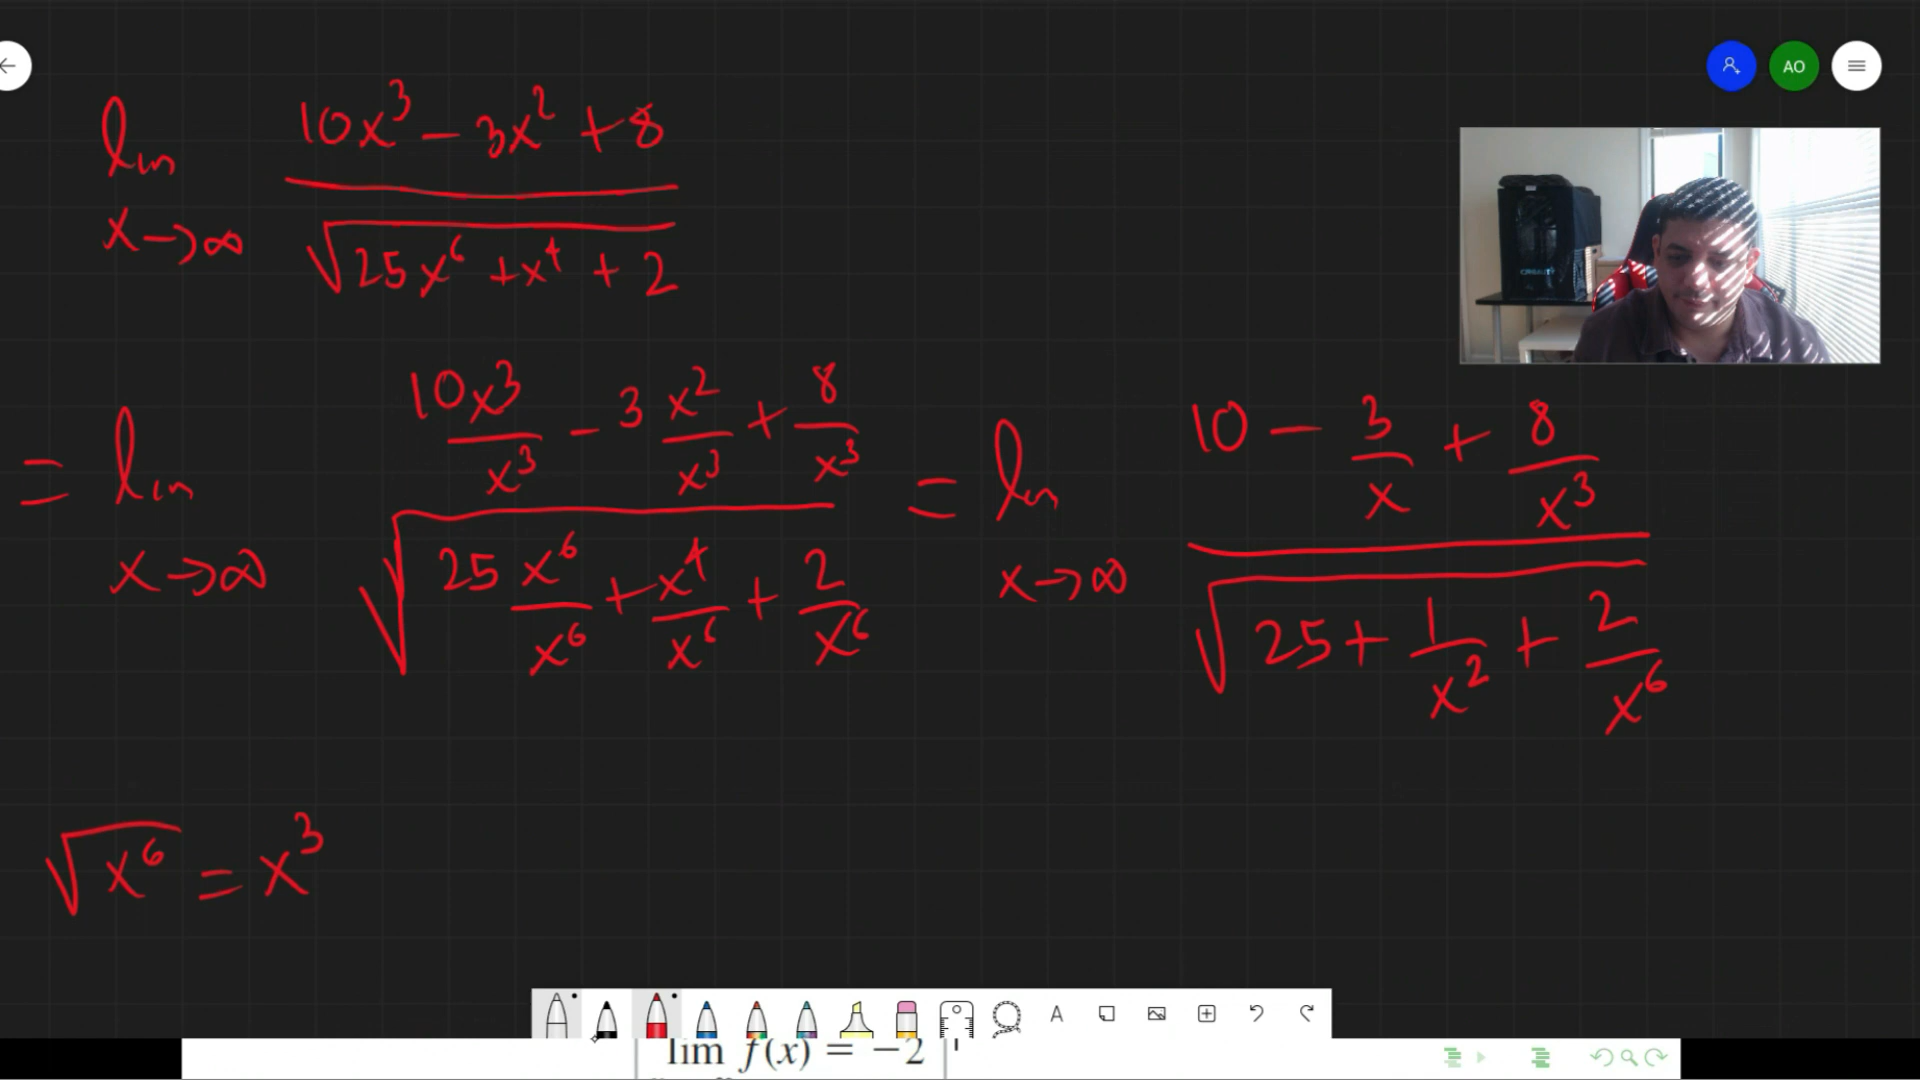 lim x→∞ (10x³ − 3x² + 8) / √(25x⁶ + x⁴ + 2)
= lim x→∞ (10x³/x³ − 3 x²/x³ + 8/x³) / √(25 x⁶/x⁶ + x⁴/x⁶ + 2/x⁶) = lim x→∞ (10 − 3/x + 8/x³) / √(25 + 1/x² + 2/x⁶)
√x⁶ = x³
AO
A
lim f(x) = −2